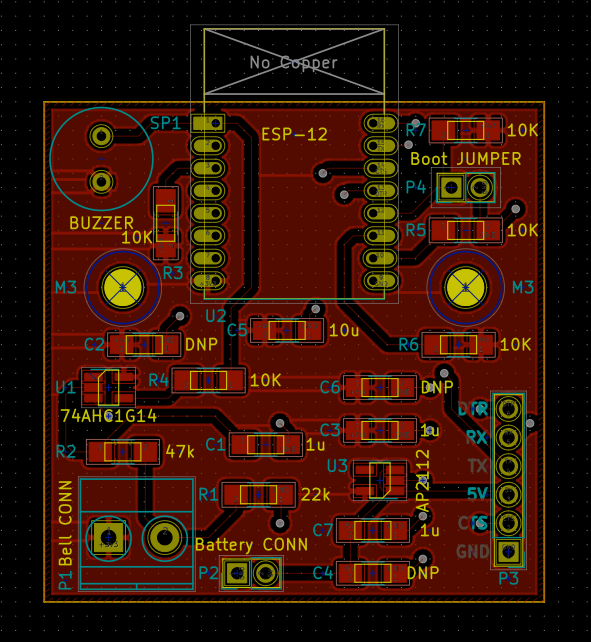 No Copper
SP1
ESP-12
R7
10K
Boot JUMPER
P4
BUZZER
10K
R5
10K
R3
M3
M3
U2
C5
10u
C2
DNP
R6
10K
U1
R4
10K
C6
DNP
74AHC1G14
DTR
C1
1u
C3
1u
RX
R2
47k
U3
TX
AP2112
R1
22k
5V
Bell CONN
C7
1u
CTS
Battery CONN
GND
P1
P2
C4
DNP
P3